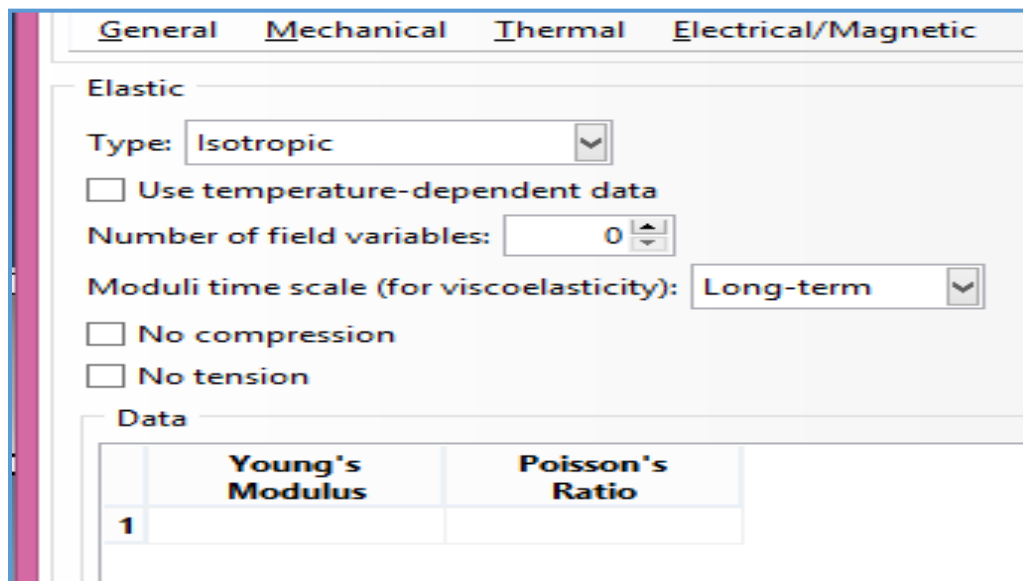 General Mechanical Thermal Electrical/Magnetic
Elastic
Type: Isotropic
Use temperature-dependent data
Number of field variables: 0
Moduli time scale (for viscoelasticity): Long-term
No compression
No tension
Data
Young's Poisson's
Modulus Ratio
1